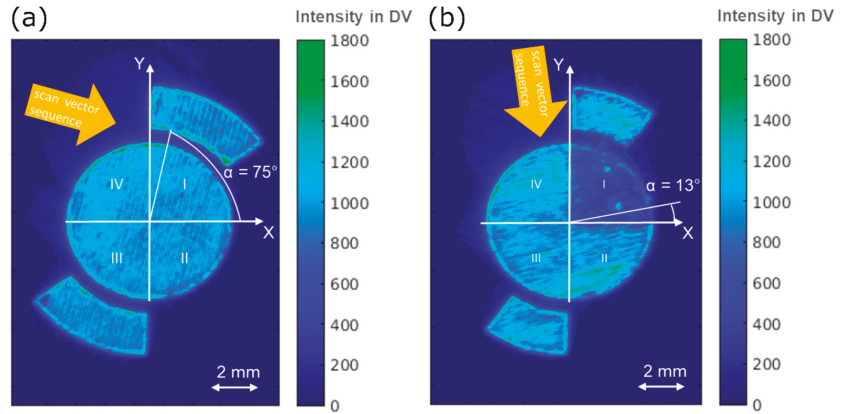 (a)
Intensity in DV
1800
1600
1400
1200
1000
800
600
400
200
0
Y
scan vector
sequence
α = 75°
IV
I
X
III
II
2 mm
(b)
Intensity in DV
1800
1600
1400
1200
1000
800
600
400
200
0
Y
scan vector
sequence
IV
I
α = 13°
X
III
II
2 mm